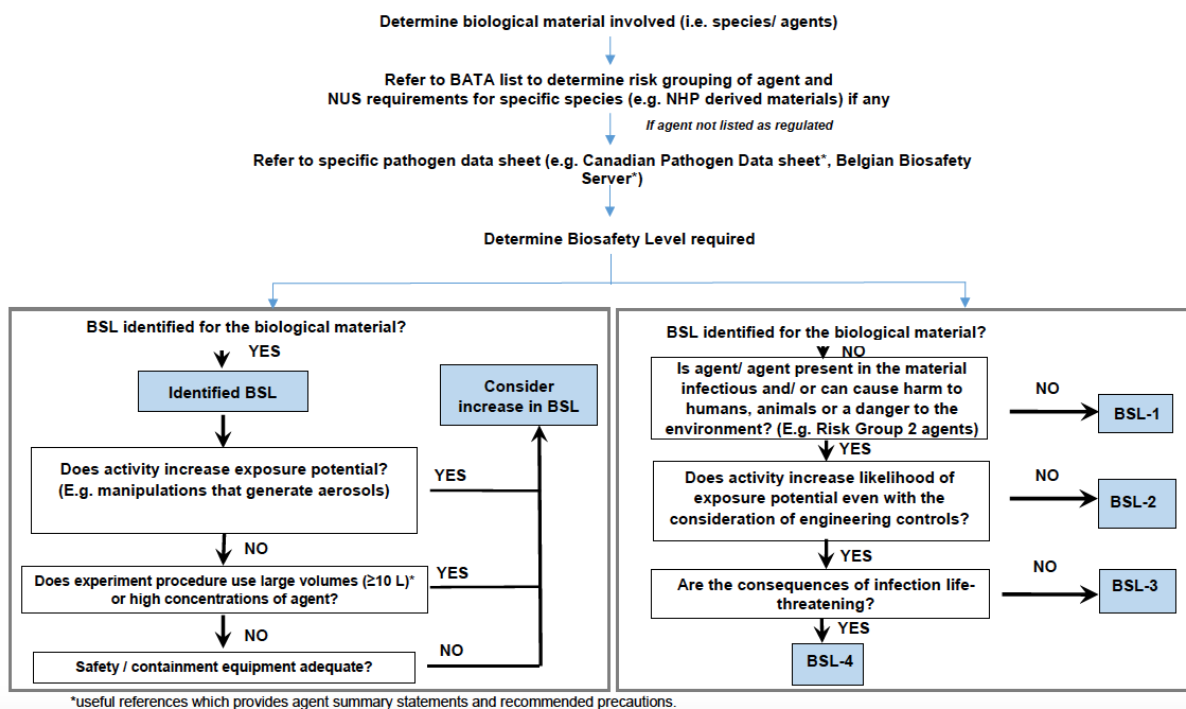 Determine biological material involved (i.e. species/ agents)
Refer to BATA list to determine risk grouping of agent and
NUS requirements for specific species (e.g. NHP derived materials) if any
If agent not listed as regulated
Refer to specific pathogen data sheet (e.g. Canadian Pathogen Data sheet*, Belgian Biosafety
Server*)
Determine Biosafety Level required
BSL identified for the biological material?
YES
Identified BSL
Consider
increase in BSL
Does activity increase exposure potential?
(E.g. manipulations that generate aerosols)
YES
NO
Does experiment procedure use large volumes (≥10 L)*
or high concentrations of agent?
YES
NO
Safety / containment equipment adequate?
NO
BSL identified for the biological material?
NO
Is agent/ agent present in the material
infectious and/ or can cause harm to
humans, animals or a danger to the
environment? (E.g. Risk Group 2 agents)
NO
BSL-1
YES
Does activity increase likelihood of
exposure potential even with the
consideration of engineering controls?
NO
BSL-2
YES
Are the consequences of infection life-
threatening?
NO
BSL-3
YES
BSL-4
*useful references which provides agent summary statements and recommended precautions.